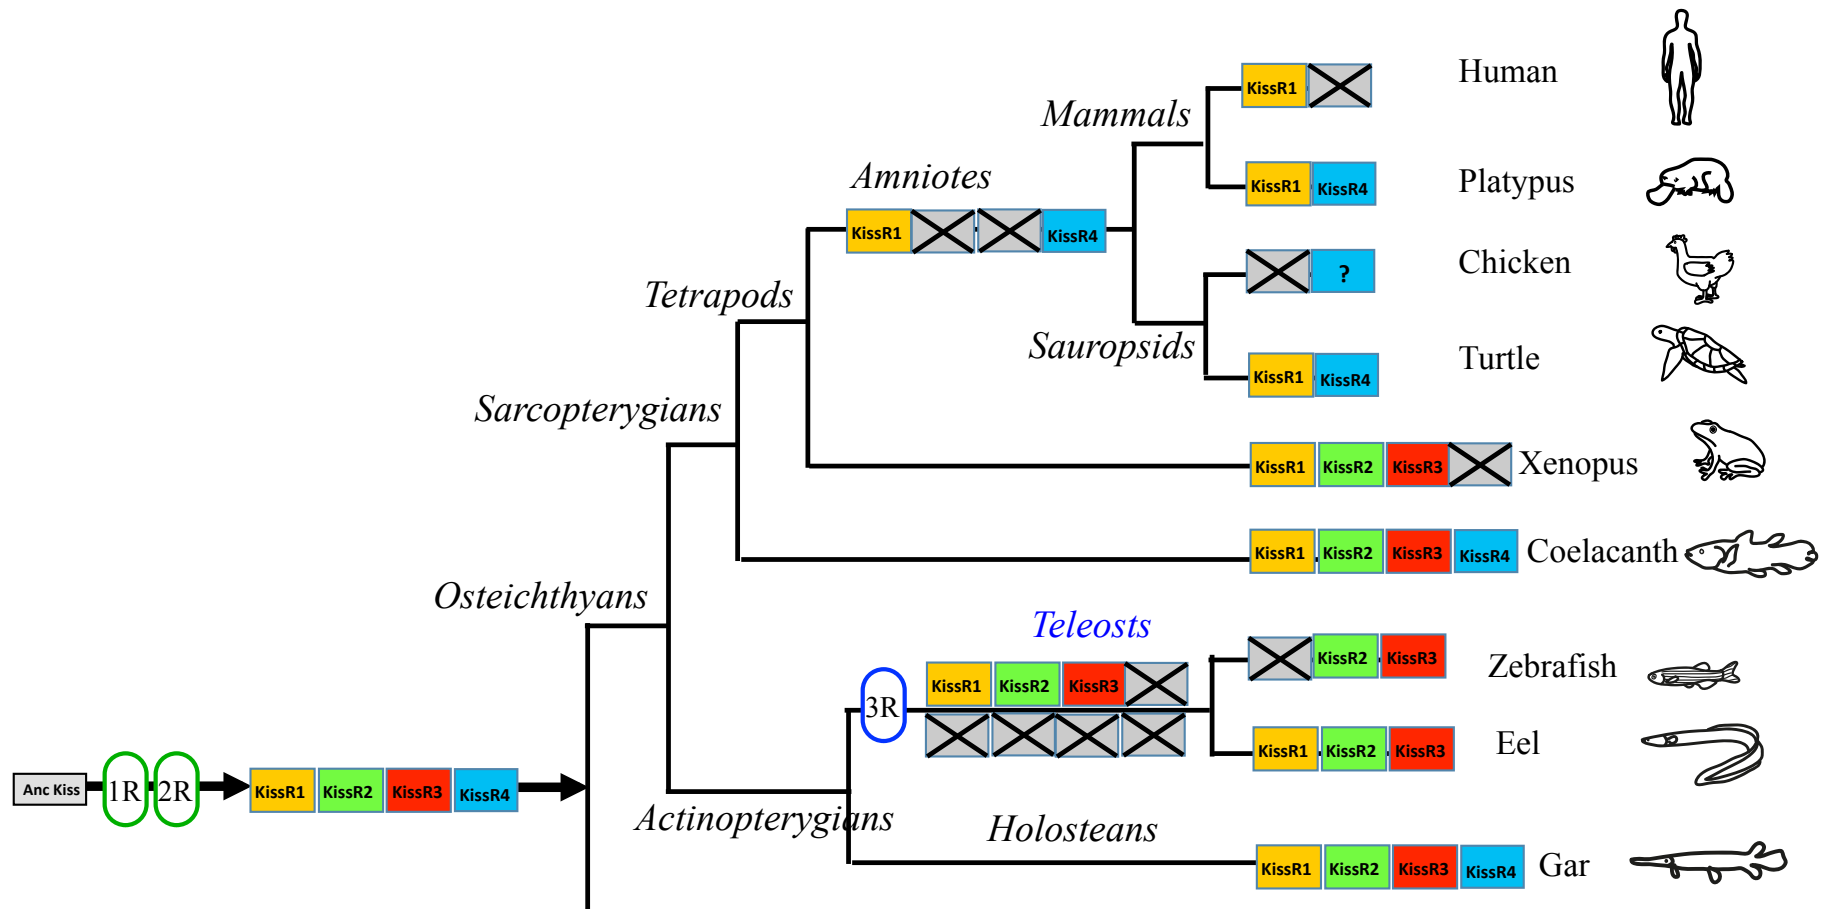 KissR1
Human
Mammals
Amniotes
KissR1 KissR4
Platypus
KissR1 KissR4
?
Chicken
Tetrapods
Sauropsids
KissR1 KissR4
Turtle
Sarcopterygians
KissR1 KissR2 KissR3
Xenopus
KissR1 KissR2 KissR3 KissR4
Coelacanth
Osteichthyans
Teleosts
KissR2 KissR3
Zebrafish
3R
KissR1 KissR2 KissR3
KissR1 KissR2 KissR3
Eel
Anc Kiss
1R 2R
KissR1 KissR2 KissR3 KissR4
Actinopterygians
Holosteans
KissR1 KissR2 KissR3 KissR4
Gar